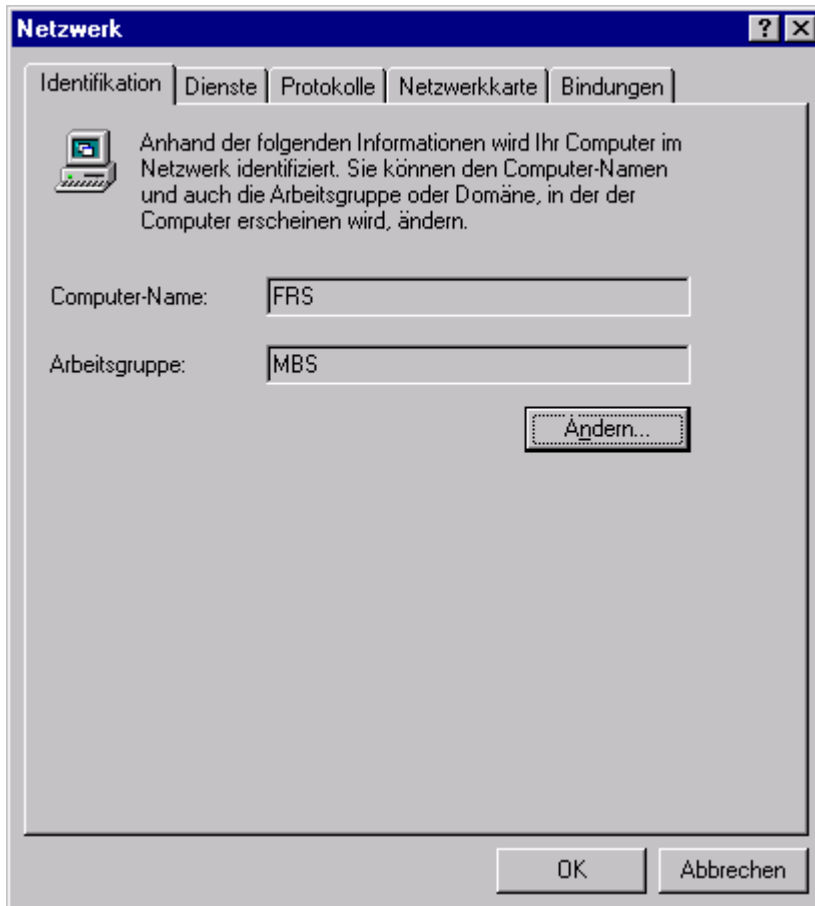 Netzwerk
Identifikation Dienste Protokolle Netzwerkkarte Bindungen
Anhand der folgenden Informationen wird Ihr Computer im
Netzwerk identifiziert. Sie können den Computer-Namen
und auch die Arbeitsgruppe oder Domäne, in der der
Computer erscheinen wird, ändern.
Computer-Name: FRS
Arbeitsgruppe: MBS
Ändern...
OK Abbrechen